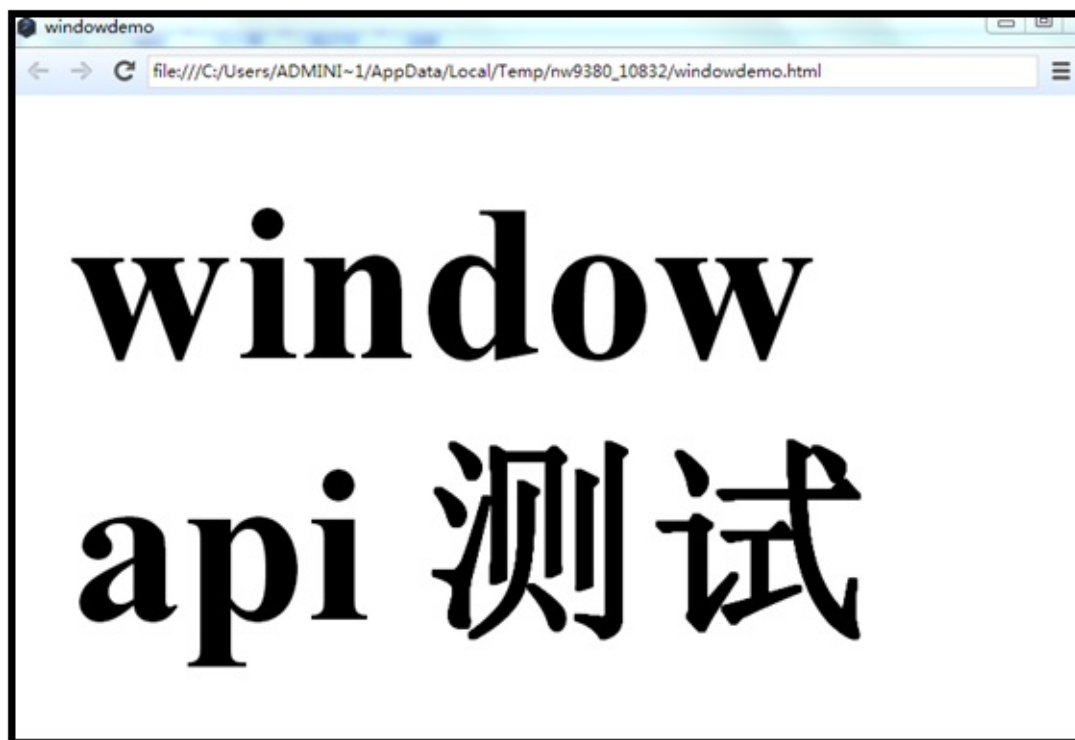 windowdemo
file:///C:/Users/ADMINI~1/AppData/Local/Temp/nw9380_10832/windowdemo.html
window
api 测试